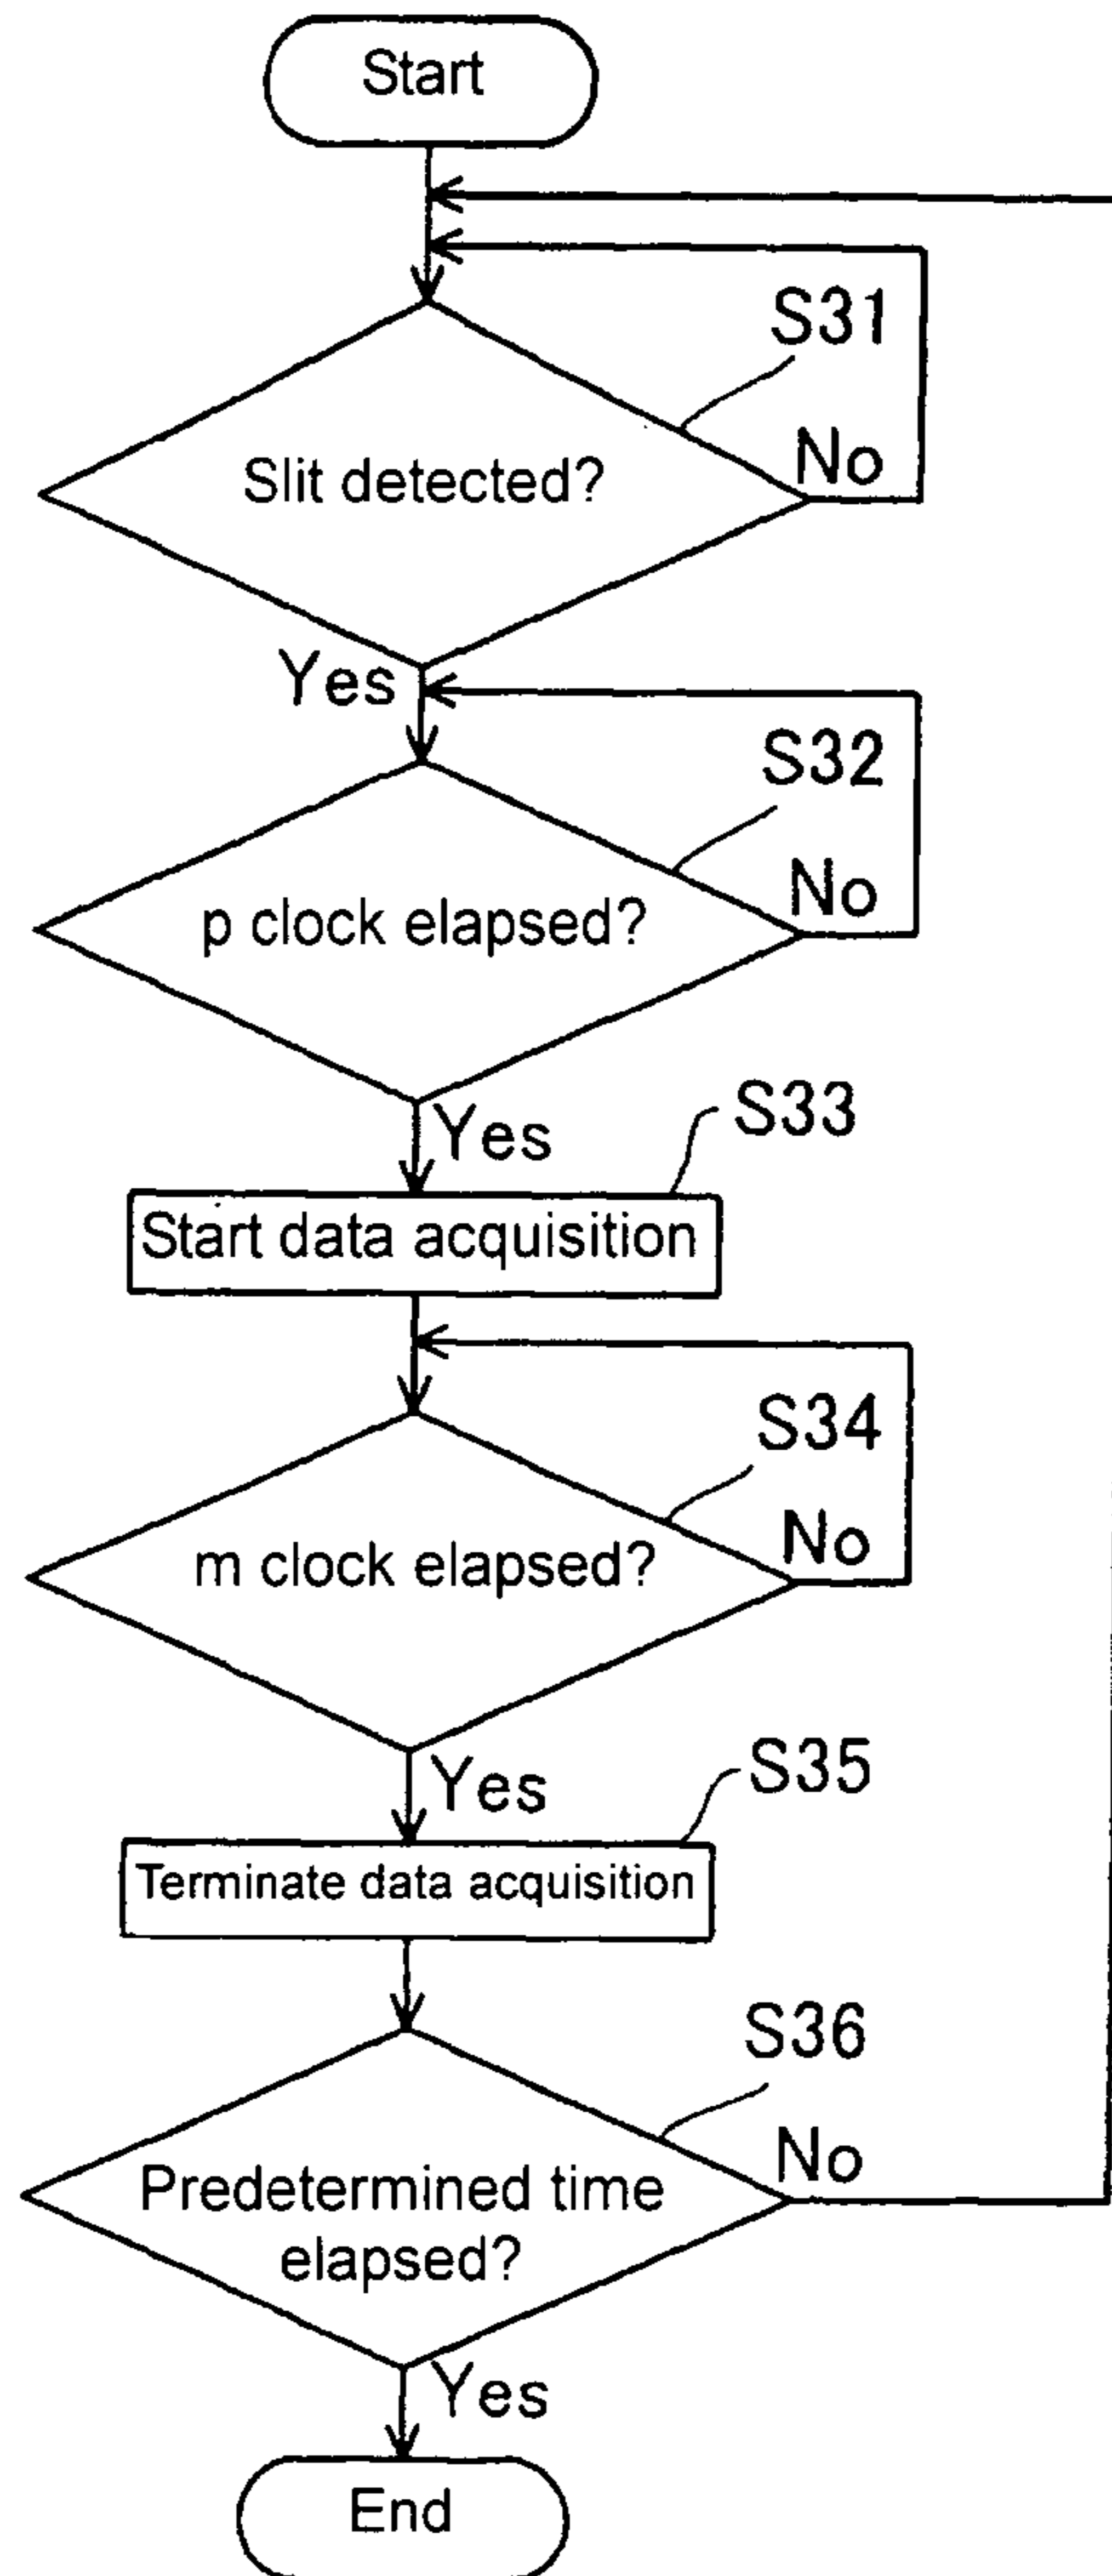 Start
S31
Slit detected?
No
Yes
S32
p clock elapsed?
No
Yes
S33
Start data acquisition
S34
m clock elapsed?
No
Yes
S35
Terminate data acquisition
S36
No
Predetermined time
elapsed?
Yes
End